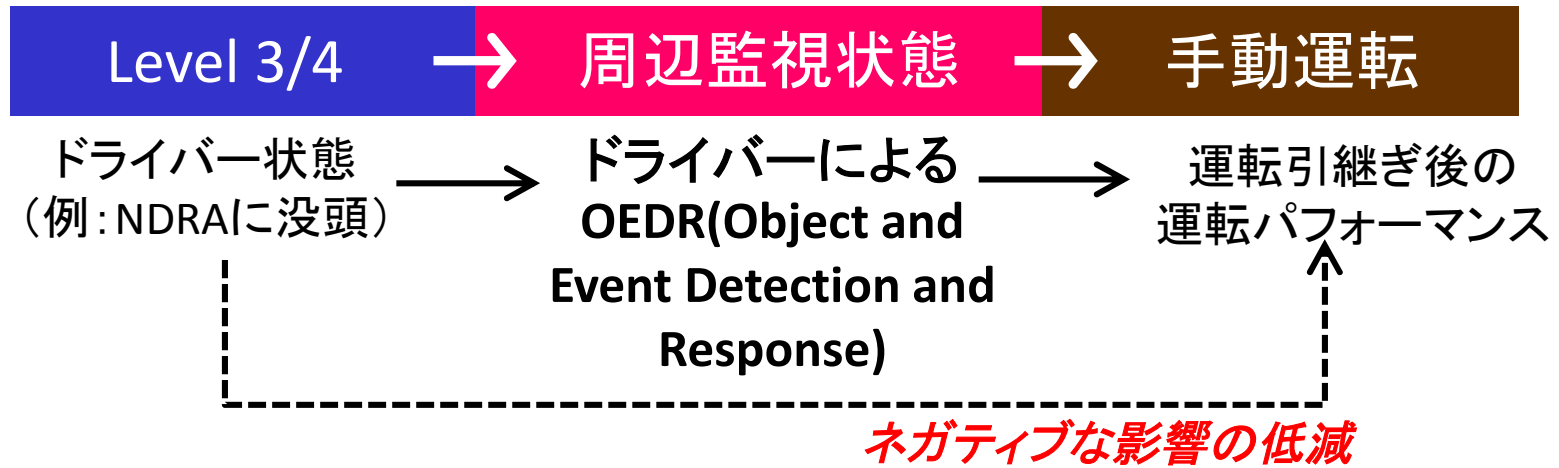 Level 3/4 → 周辺監視状態 → 手動運転
ドライバー状態
（例：NDRAに没頭）
ドライバーによる
OEDR(Object and
Event Detection and
Response)
運転引継ぎ後の
運転パフォーマンス
ネガティブな影響の低減